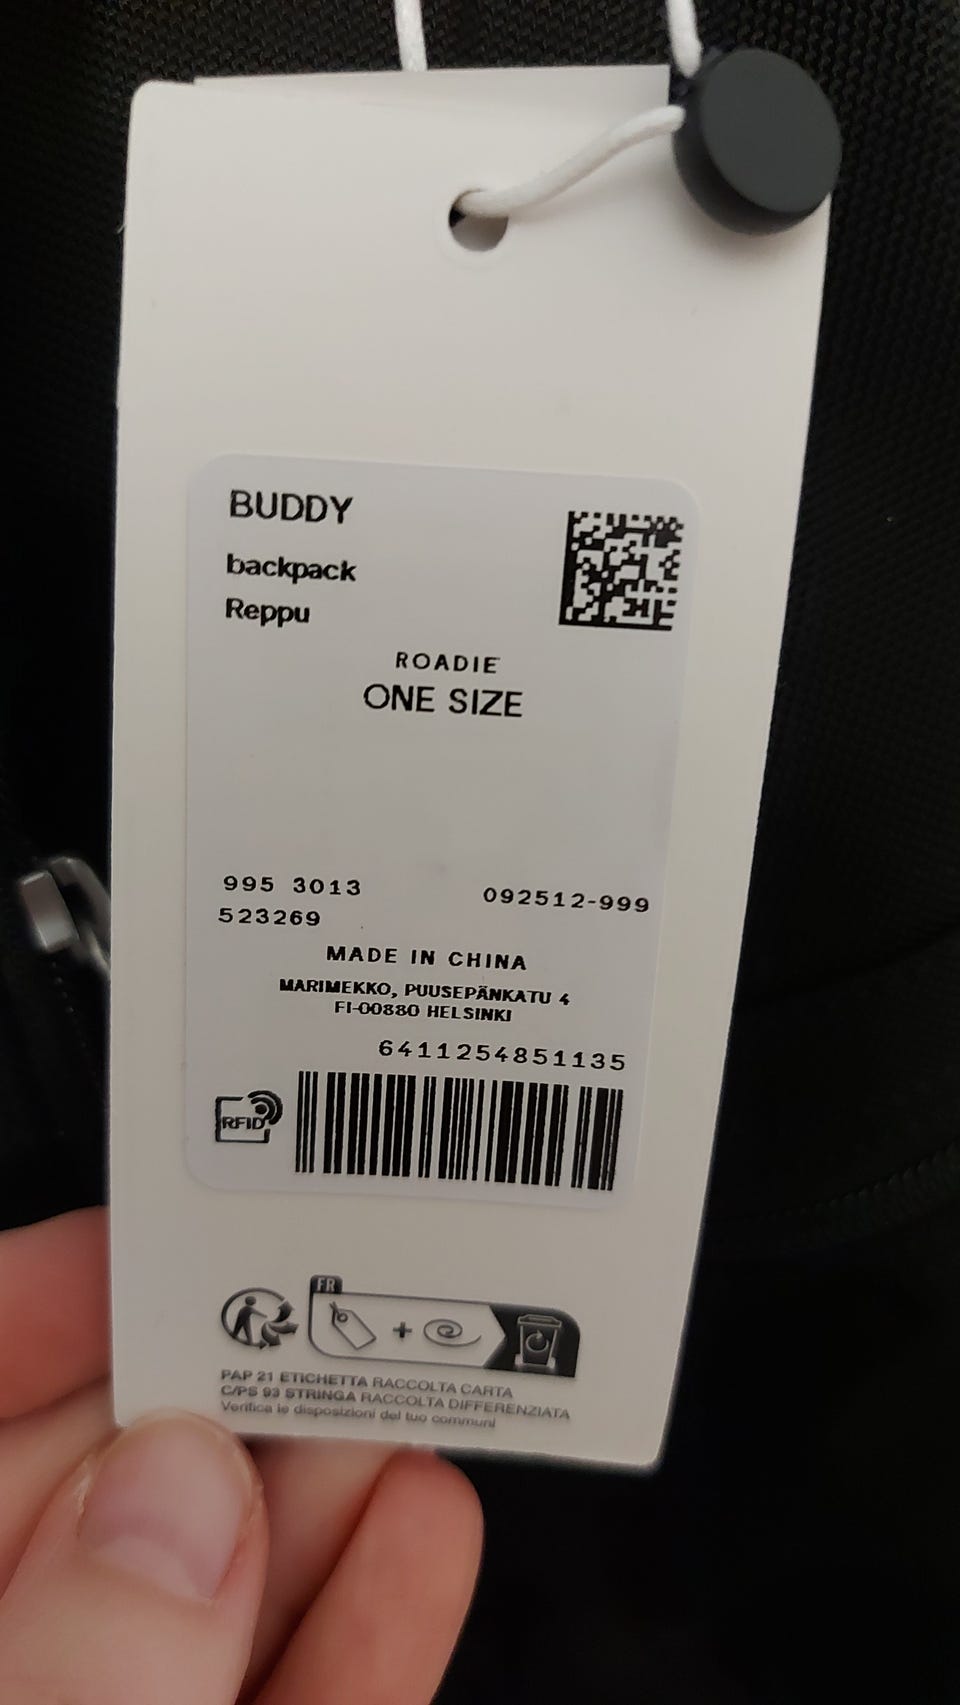 BUDDY
backpack
Reppu
ROADIE
ONE SIZE
995 3013
092512-999
523269
MADE IN CHINA
MARIMEKKO, PUUSEPÄNKATU 4
FI-00880 HELSINKI
6411254851135
RFID
FR
PAP 21 ETICHETTA RACCOLTA CARTA
C/PS 93 STRINGA RACCOLTA DIFFERENZIATA
Verifica le disposizioni del tuo communi